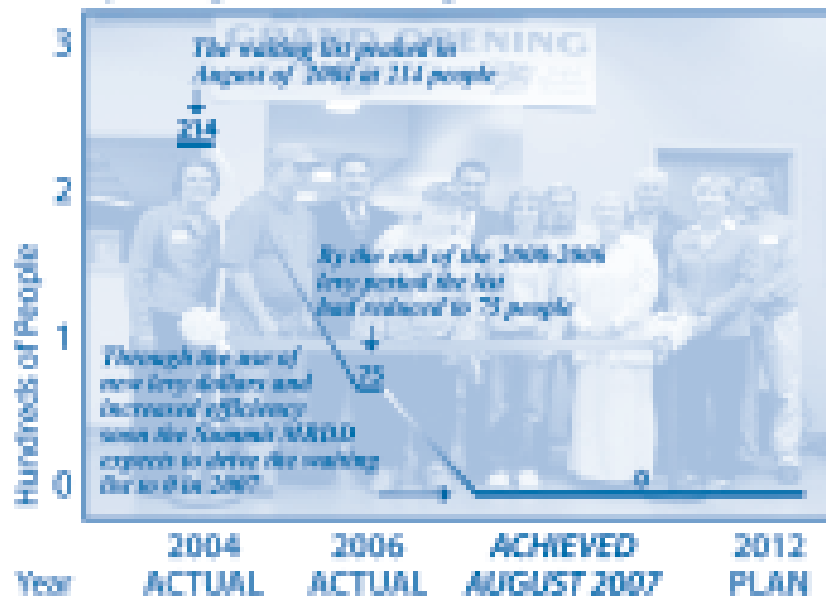 GRAND OPENING
3
The waiting list peaked in
August of 2004 at 214 people
214
2
By the end of the 2000-2006
levy period the list
had reduced to 75 people
Hundreds of People
1
Through the use of
new levy dollars and
increased efficiency
the Summit MRDD
expects to drive the waiting
list to 0 in 2007
75
0
0
2004
2006
ACHIEVED
2012
Year
ACTUAL
ACTUAL
AUGUST 2007
PLAN